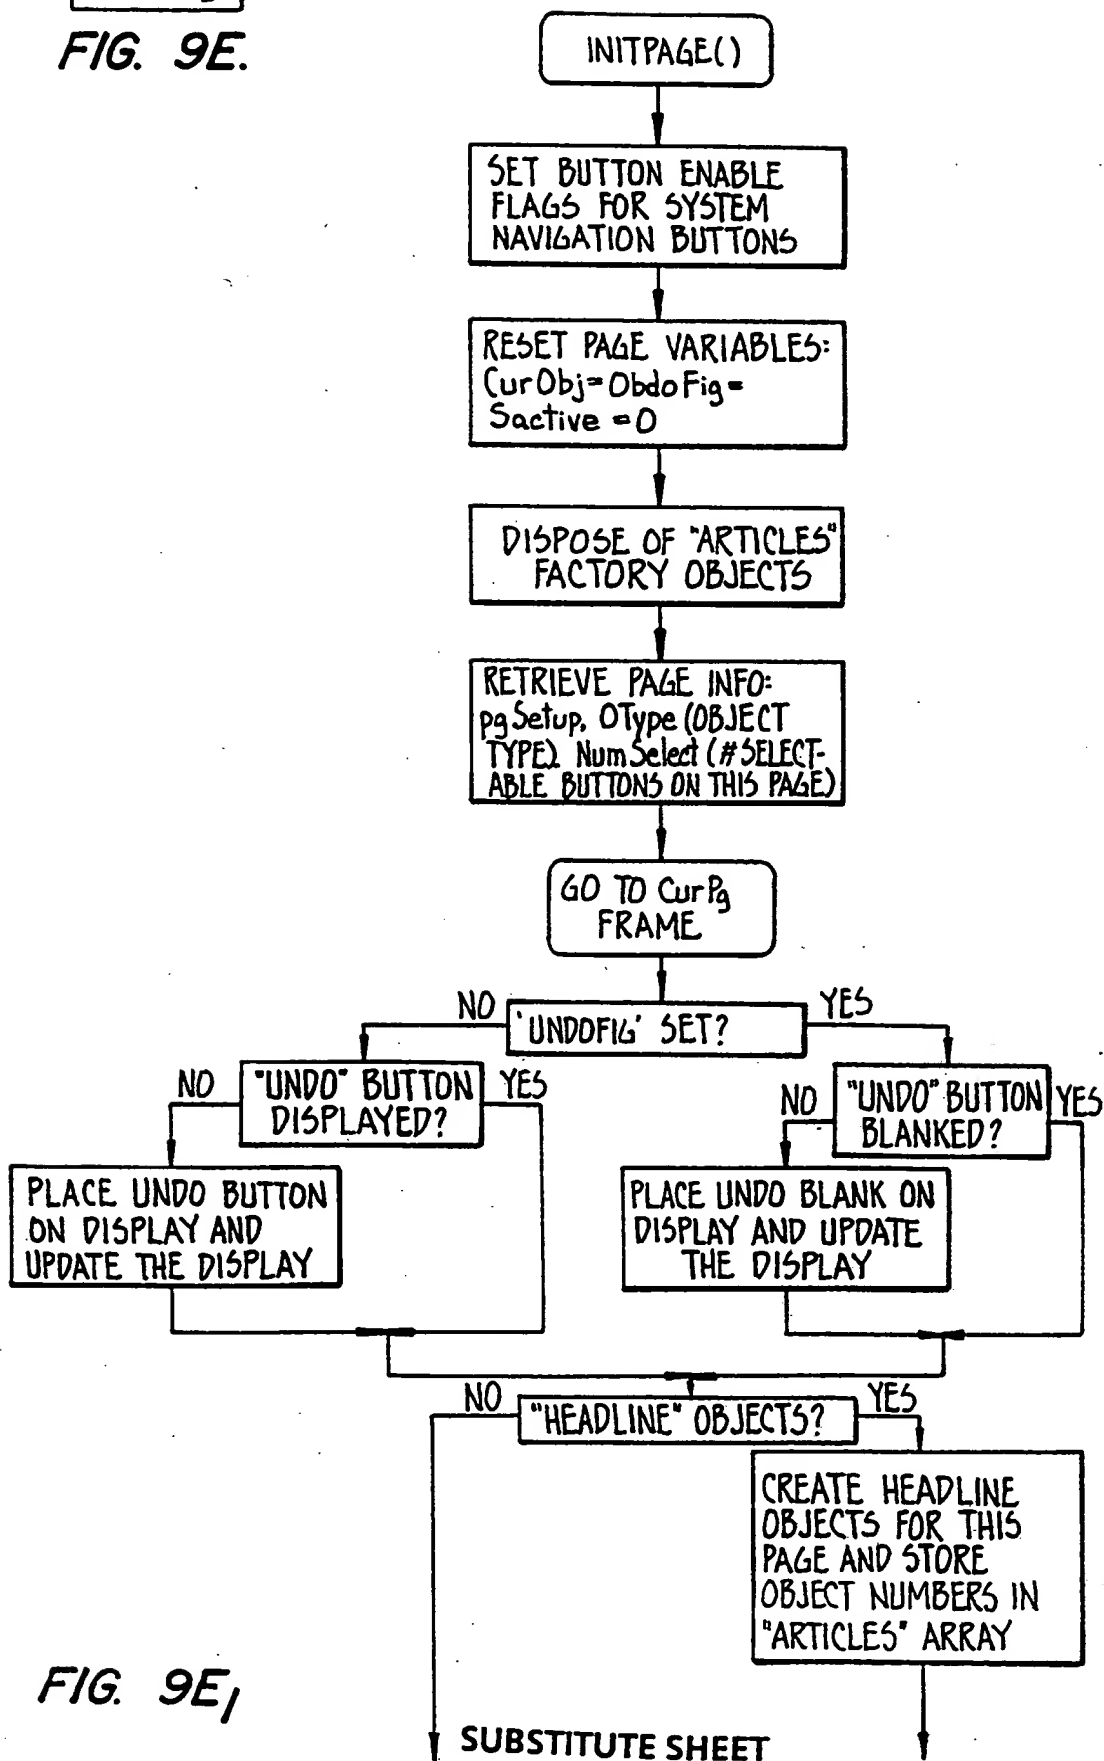 FIG. 9E.
INITPAGE()
SET BUTTON ENABLE
FLAGS FOR SYSTEM
NAVIGATION BUTTONS
RESET PAGE VARIABLES:
CurObj=ObdoFig=
Sactive=0
DISPOSE OF "ARTICLES"
FACTORY OBJECTS
RETRIEVE PAGE INFO:
pgSetup, OType (OBJECT
TYPE). NumSelect (#SELECT-
ABLE BUTTONS ON THIS PAGE)
GO TO CurPg
FRAME
NO
'UNDOFIG' SET?
YES
NO
"UNDO" BUTTON
DISPLAYED?
YES
NO
"UNDO" BUTTON
BLANKED?
YES
PLACE UNDO BUTTON
ON DISPLAY AND
UPDATE THE DISPLAY
PLACE UNDO BLANK ON
DISPLAY AND UPDATE
THE DISPLAY
NO
"HEADLINE" OBJECTS?
YES
CREATE HEADLINE
OBJECTS FOR THIS
PAGE AND STORE
OBJECT NUMBERS IN
"ARTICLES" ARRAY
FIG. 9E1
SUBSTITUTE SHEET